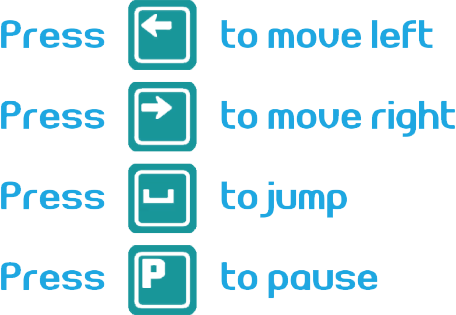 Press ← to move left
Press → to move right
Press ␣ to jump
Press P to pause